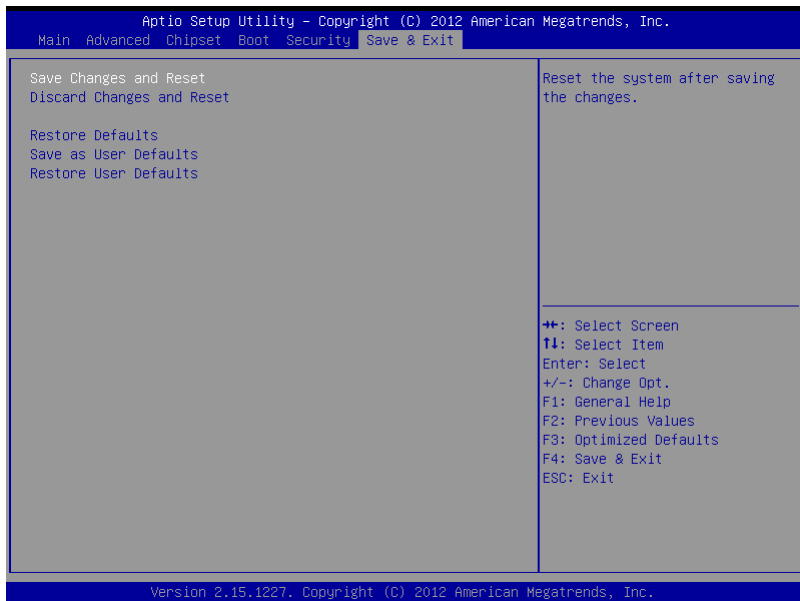 Aptio Setup Utility – Copyright (C) 2012 American Megatrends, Inc.
Main Advanced Chipset Boot Security Save & Exit
Save Changes and Reset
Discard Changes and Reset
Restore Defaults
Save as User Defaults
Restore User Defaults
Reset the system after saving
the changes.
→←: Select Screen
↑↓: Select Item
Enter: Select
+/-: Change Opt.
F1: General Help
F2: Previous Values
F3: Optimized Defaults
F4: Save & Exit
ESC: Exit
Version 2.15.1227. Copyright (C) 2012 American Megatrends, Inc.